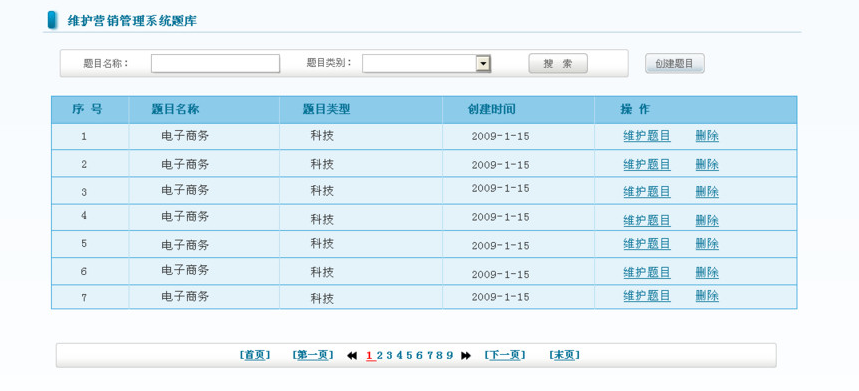 维护营销管理系统题库
题目名称： 题目类别： 搜 索 创建题目
序 号 题目名称 题目类型 创建时间 操 作
1 电子商务 科技 2009-1-15 维护题目 删除
2 电子商务 科技 2009-1-15 维护题目 删除
3 电子商务 科技 2009-1-15 维护题目 删除
4 电子商务 科技 2009-1-15 维护题目 删除
5 电子商务 科技 2009-1-15 维护题目 删除
6 电子商务 科技 2009-1-15 维护题目 删除
7 电子商务 科技 2009-1-15 维护题目 删除
[首页] [第一页] 1 2 3 4 5 6 7 8 9 [下一页] [末页]